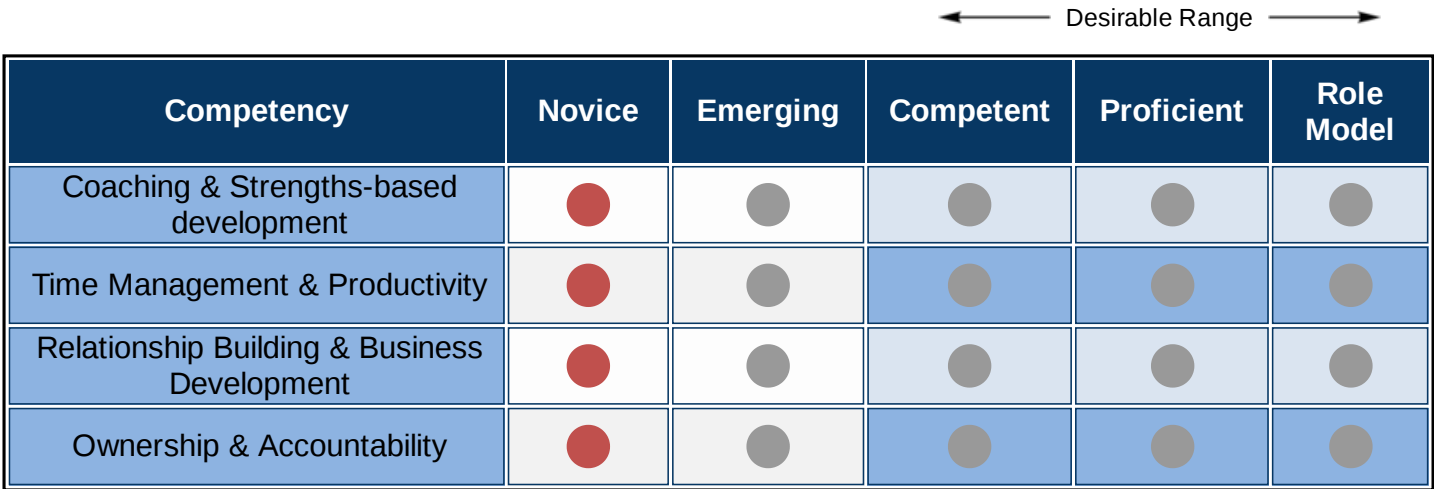 Desirable Range
Competency
Novice
Emerging
Competent
Proficient
Role
Model
Coaching & Strengths-based
development
Time Management & Productivity
Relationship Building & Business
Development
Ownership & Accountability